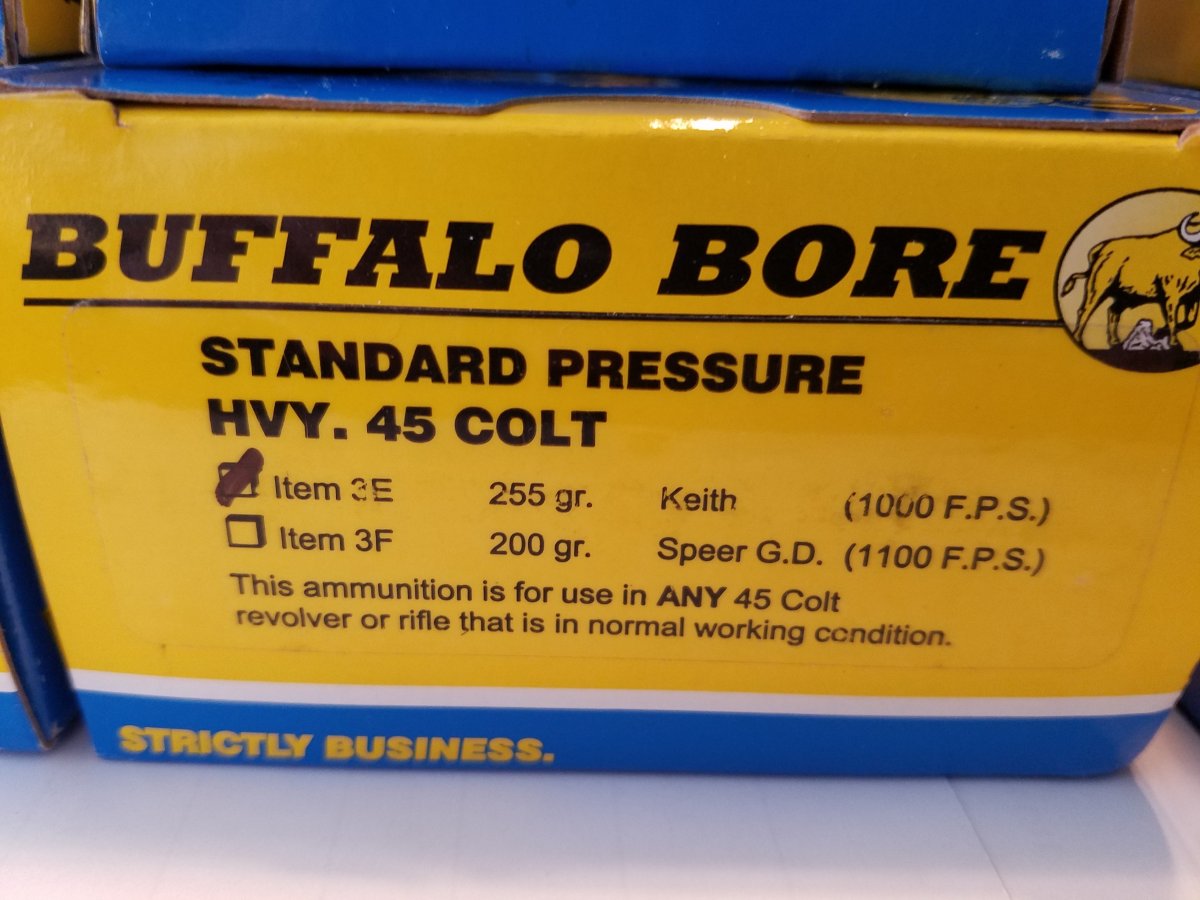 BUFFALO BORE
STANDARD PRESSURE
HVY. 45 COLT
Item 3E 255 gr. Keith (1000 F.P.S.)
Item 3F 200 gr. Speer G.D. (1100 F.P.S.)
This ammunition is for use in ANY 45 Colt
revolver or rifle that is in normal working condition.
STRICTLY BUSINESS.